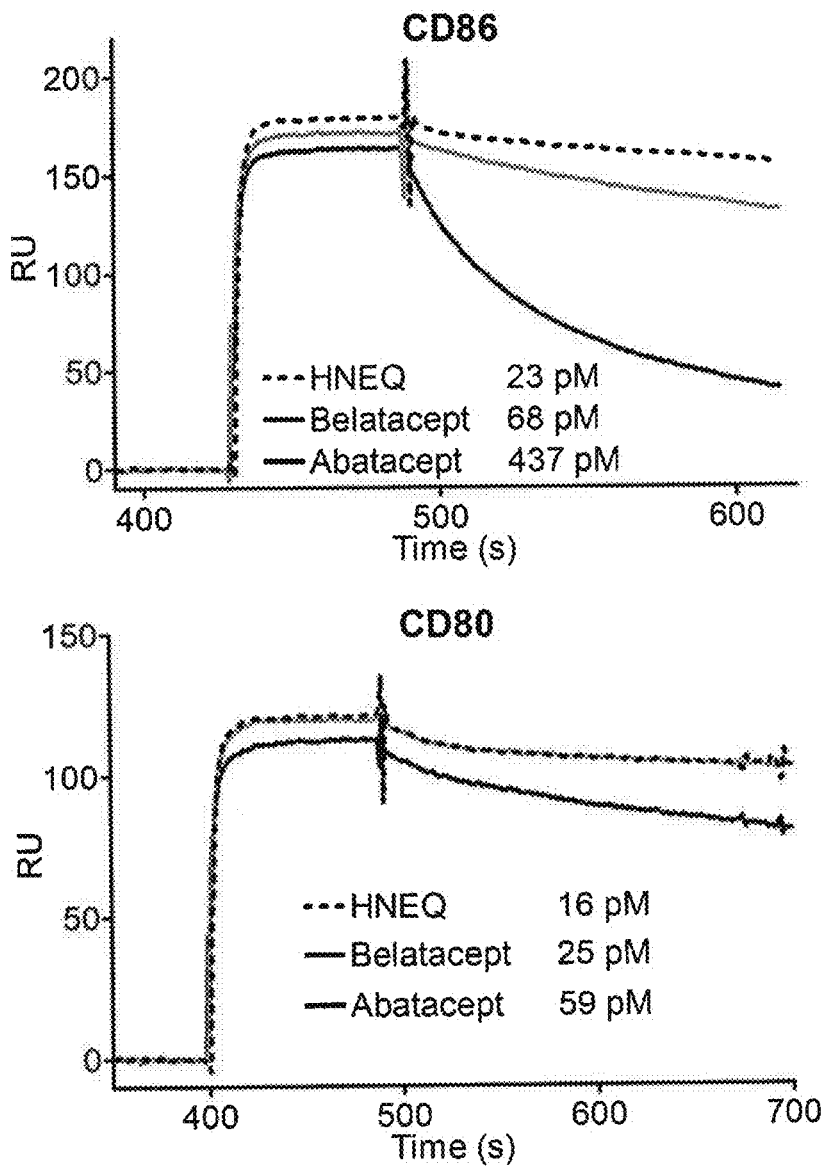 CD86
200
150
100
50
0
RU
HNEQ 23 pM
Belatacept 68 pM
Abatacept 437 pM
400 500 600
Time (s)
CD80
150
100
50
0
RU
HNEQ 16 pM
Belatacept 25 pM
Abatacept 59 pM
400 500 600 700
Time (s)